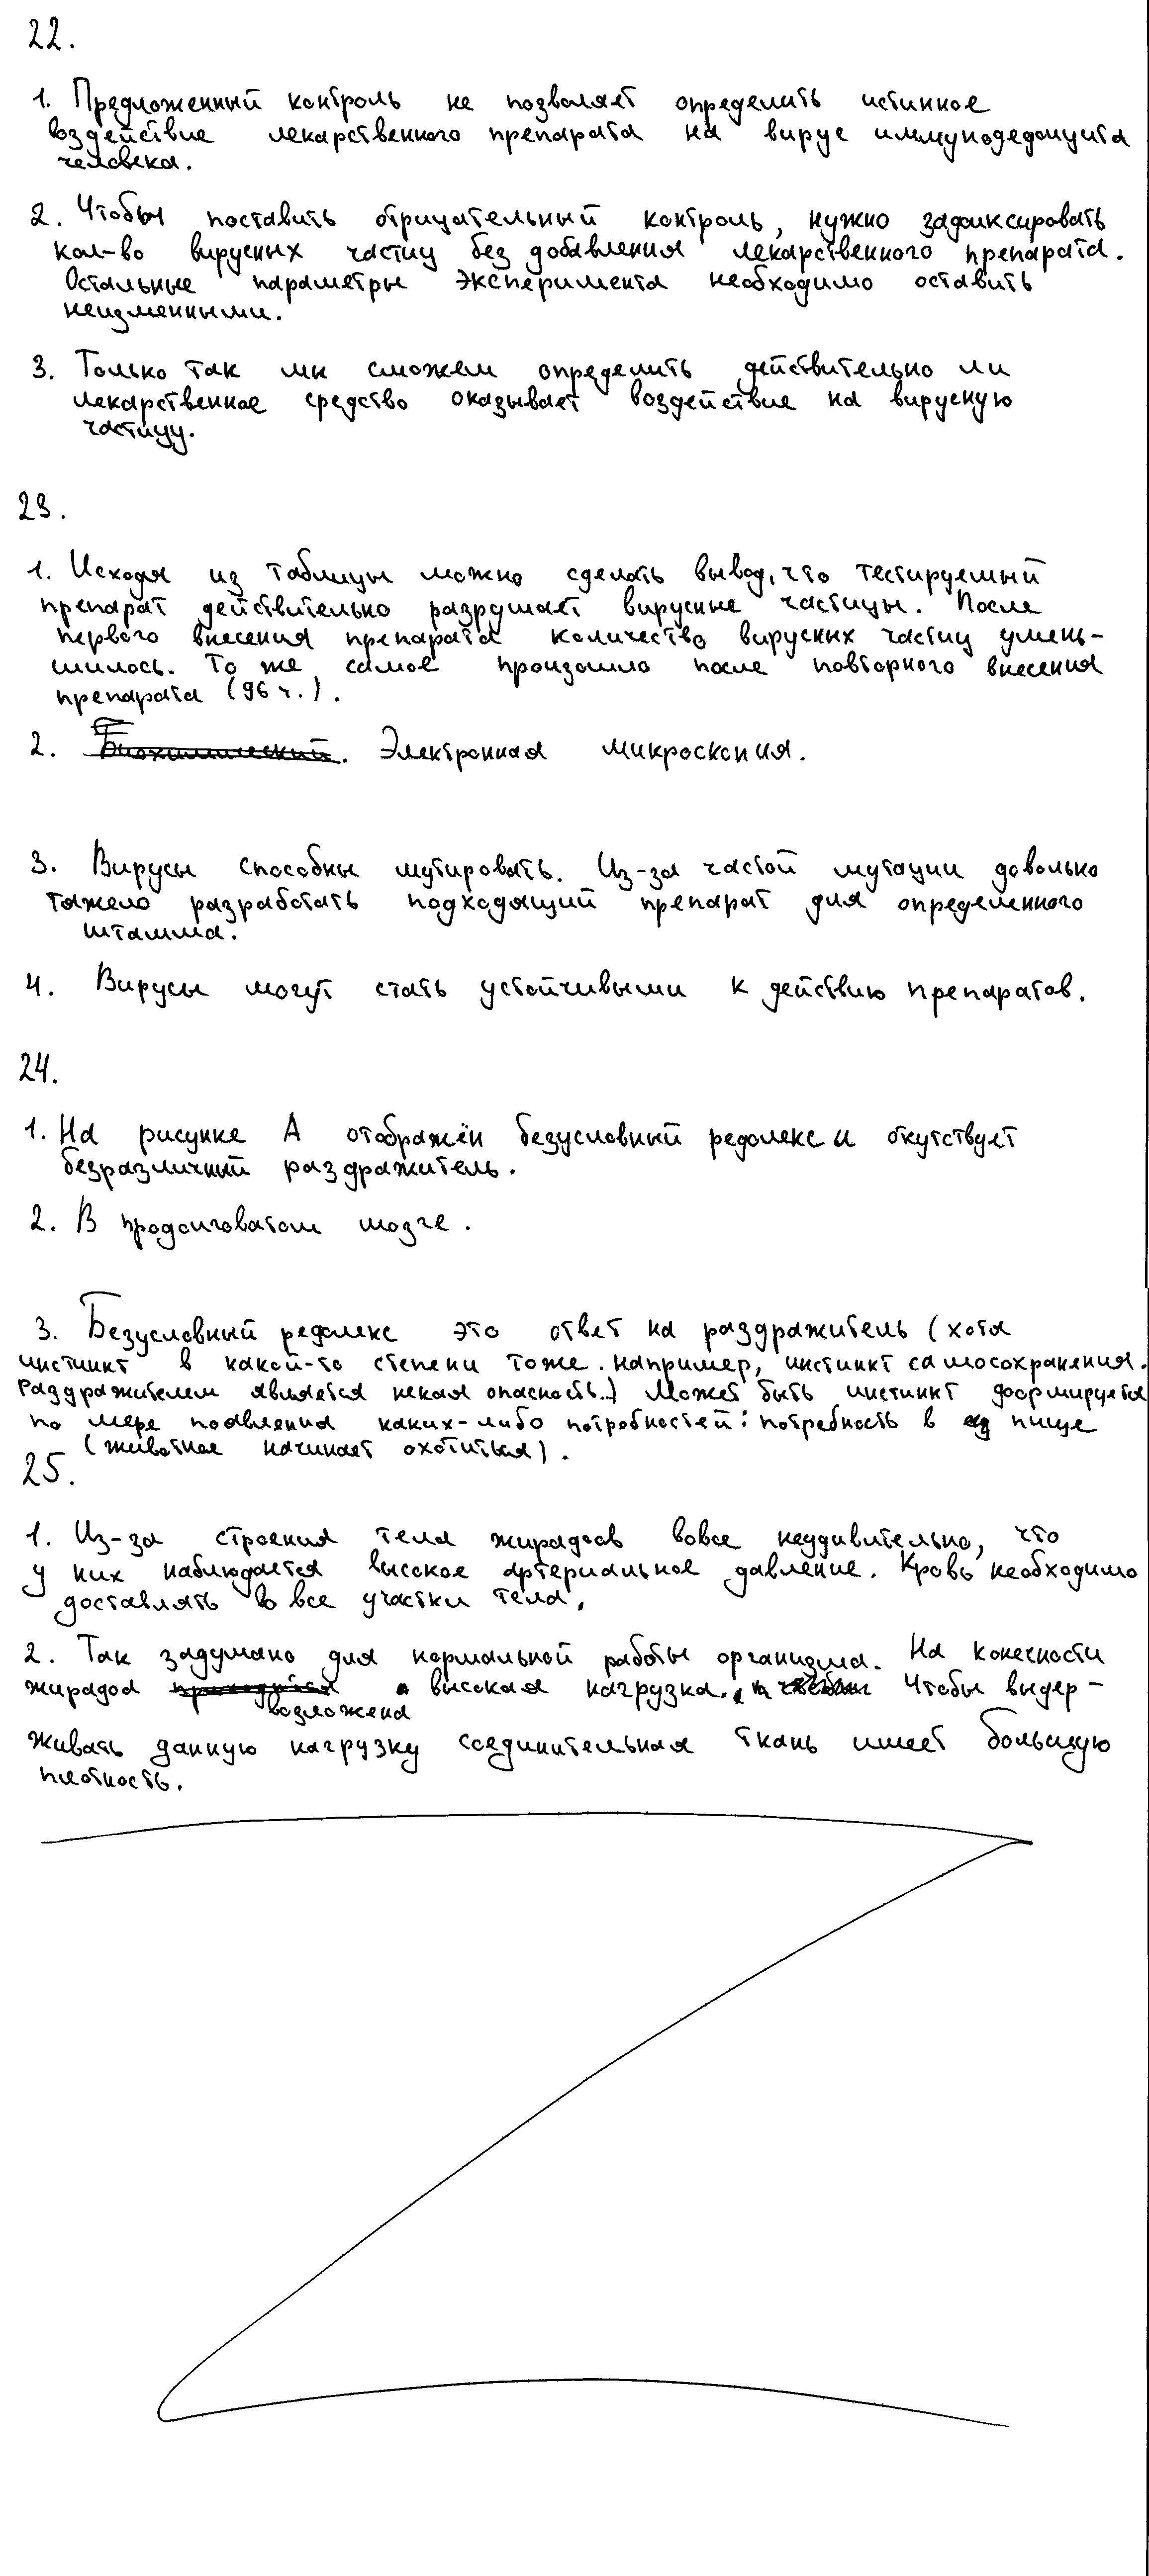 22.
1. Предложенный контроль не позволяет определить истинное
воздействие лекарственного препарата на вирус иммунодефицита
человека.
2. Чтобы поставить отрицательный контроль, нужно зафиксировать
кол-во вирусных частиц без добавления лекарственного препарата.
Остальные параметры эксперимента необходимо оставить
неизменными.
3. Только так мы сможем определить действительно ли
лекарственное средство оказывает воздействие на вирусную
частицу.
23.
1. Исходя из таблицы можно сделать вывод, что тестируемый
препарат действительно разрушает вирусные частицы. После
первого внесения препарата количество вирусных частиц умень-
шилось. То же самое произошло после повторного внесения
препарата (96 ч.).
2. Биохимический. Электронная микроскопия.
3. Вирусы способны мутировать. Из-за частой мутации довольно
тяжело разработать подходящий препарат для определенного
штамма.
4. Вирусы могут стать устойчивыми к действию препаратов.
24.
1. На рисунке А отображён безусловный рефлекс и отсутствует
безразличный раздражитель.
2. В продолговатом мозге.
3. Безусловный рефлекс это ответ на раздражитель (хотя
инстинкт в какой-то степени тоже. Например, инстинкт самосохранения.
Раздражителем является некая опасность..) Может быть инстинкт формируется
по мере появления каких-либо потребностей: потребность в пище
(животное начинает охотиться).
25.
1. Из-за строения тела жирафов вовсе неудивительно, что
у них наблюдается высокое артериальное давление. Кровь необходимо
доставлять во все участки тела.
2. Так задумано для нормальной работы организма. На конечности
жирафа возложена высокая нагрузка. Чтобы выдер-
живать данную нагрузку соединительная ткань имеет большую
плотность.